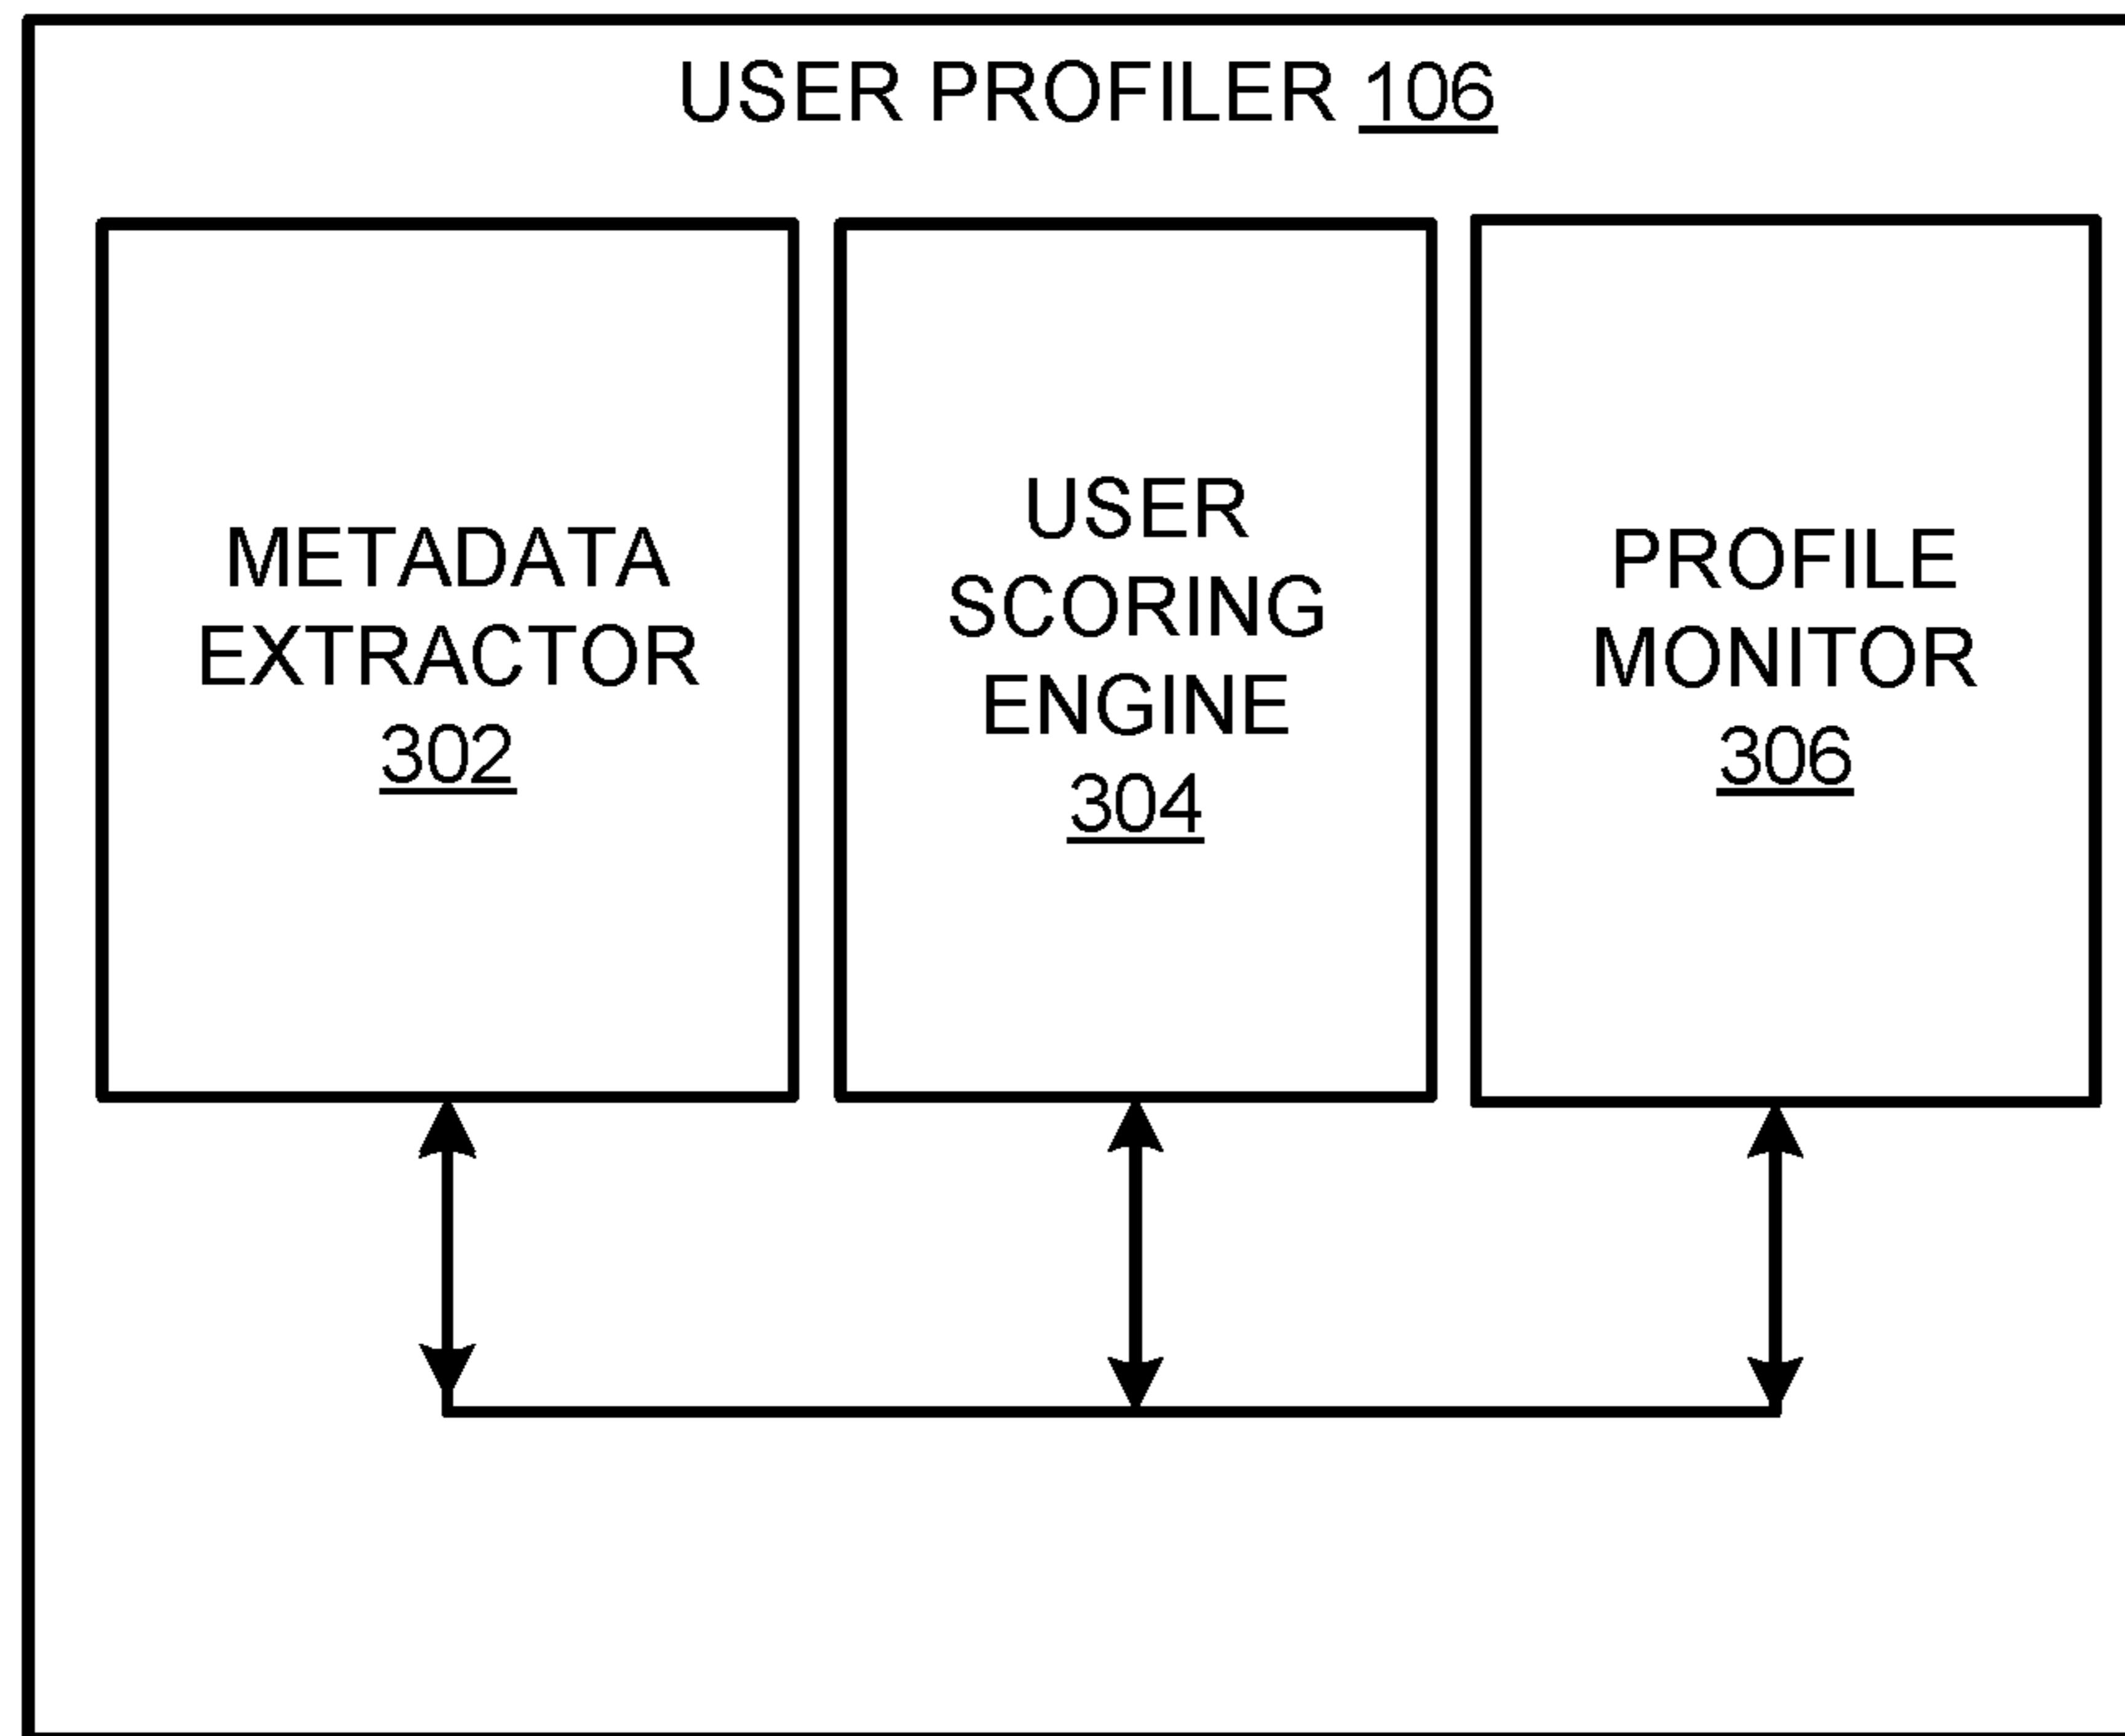 USER PROFILER 106
METADATA
EXTRACTOR
302
USER
SCORING
ENGINE
304
PROFILE
MONITOR
306